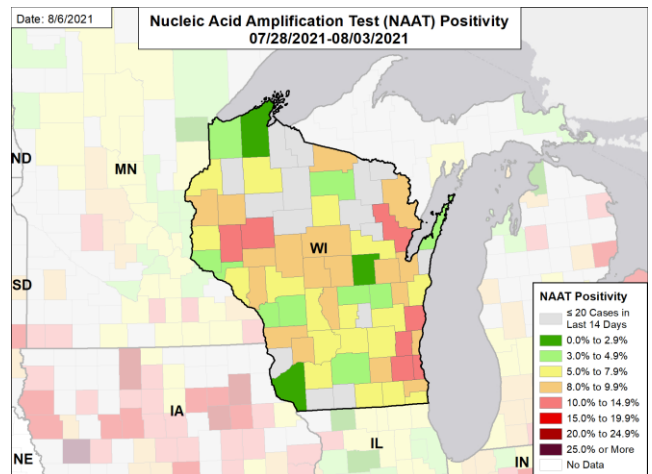 Date: 8/6/2021
Nucleic Acid Amplification Test (NAAT) Positivity
07/28/2021-08/03/2021
ND
MN
WI
SD
IA
NE
IL
IN
NAAT Positivity
≤ 20 Cases in
Last 14 Days
0.0% to 2.9%
3.0% to 4.9%
5.0% to 7.9%
8.0% to 9.9%
10.0% to 14.9%
15.0% to 19.9%
20.0% to 24.9%
25.0% or More
No Data